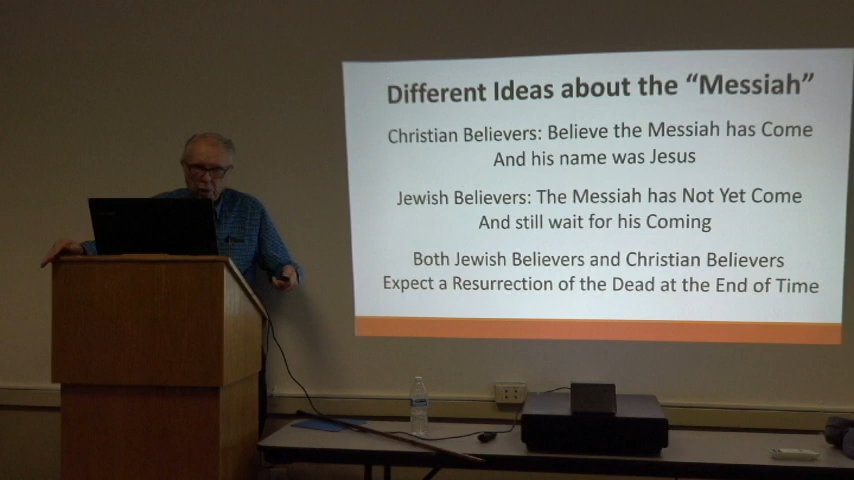 Different Ideas about the “Messiah”
Christian Believers: Believe the Messiah has Come
And his name was Jesus
Jewish Believers: The Messiah has Not Yet Come
And still wait for his Coming
Both Jewish Believers and Christian Believers
Expect a Resurrection of the Dead at the End of Time